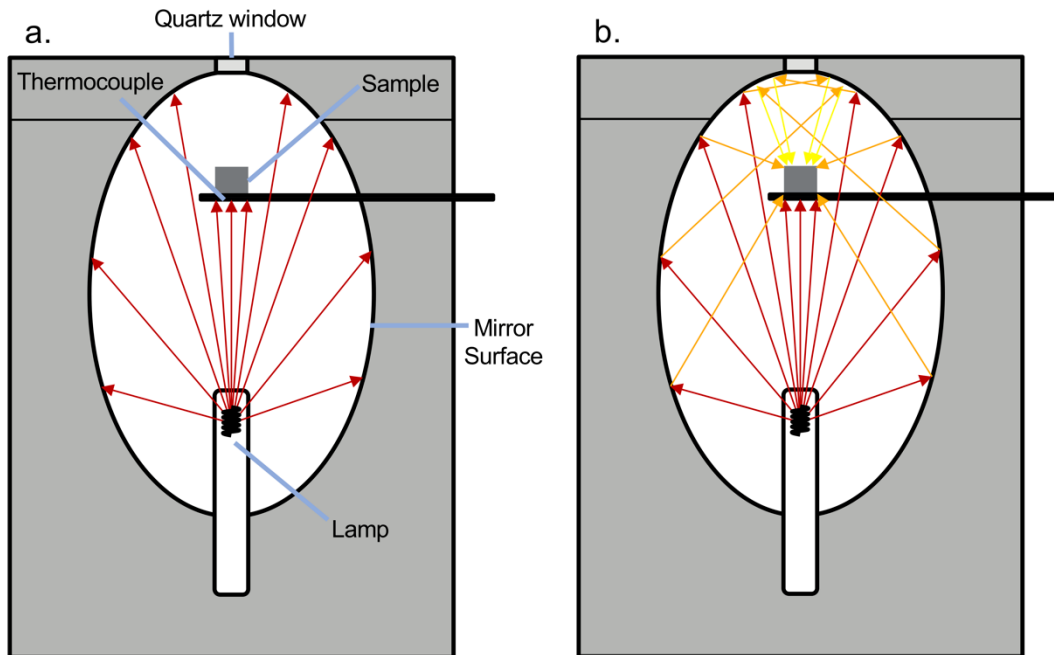 a.
Quartz window
b.
Thermocouple
Sample
Mirror
Surface
Lamp